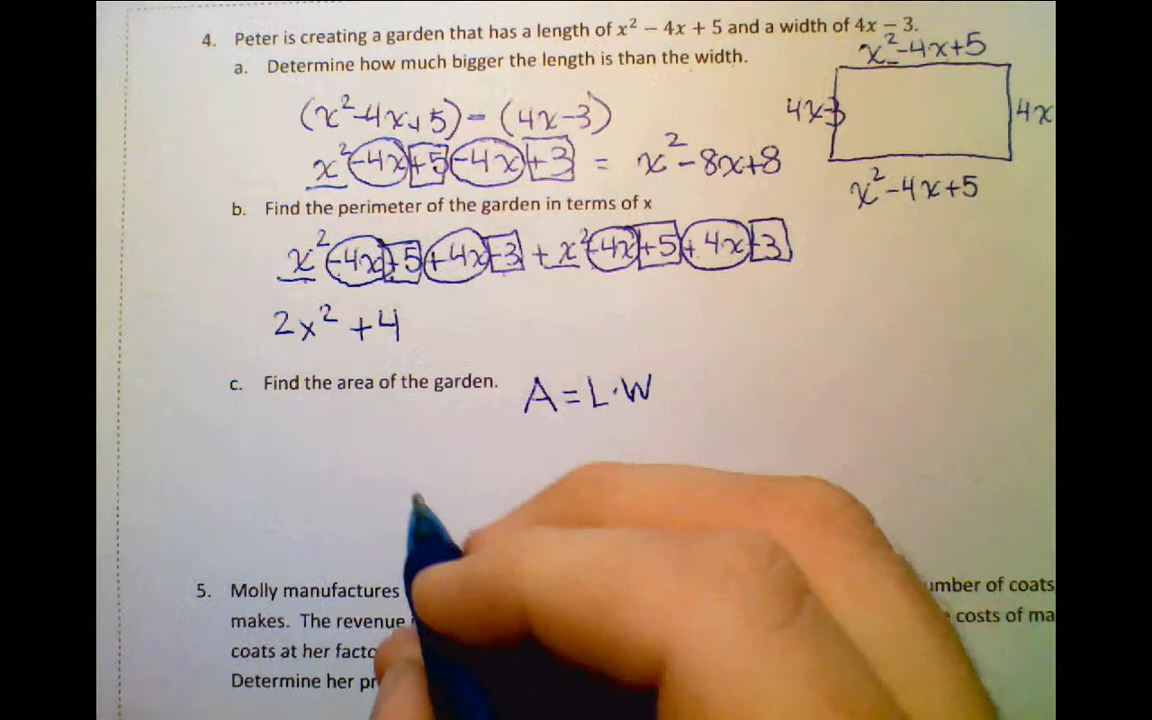 4. Peter is creating a garden that has a length of x² − 4x + 5 and a width of 4x − 3.
x²-4x+5
a. Determine how much bigger the length is than the width.
(x²-4x+5) - (4x-3)
4x-3
4x
x² -4x +5 -4x +3 = x²-8x+8
x²-4x+5
b. Find the perimeter of the garden in terms of x
x² -4x +5 +4x -3 + x² -4x +5 +4x -3
2x² + 4
c. Find the area of the garden.
A = L·W
5. Molly manufactures
umber of coats
makes. The revenue
costs of ma
coats at her facto
Determine her pr